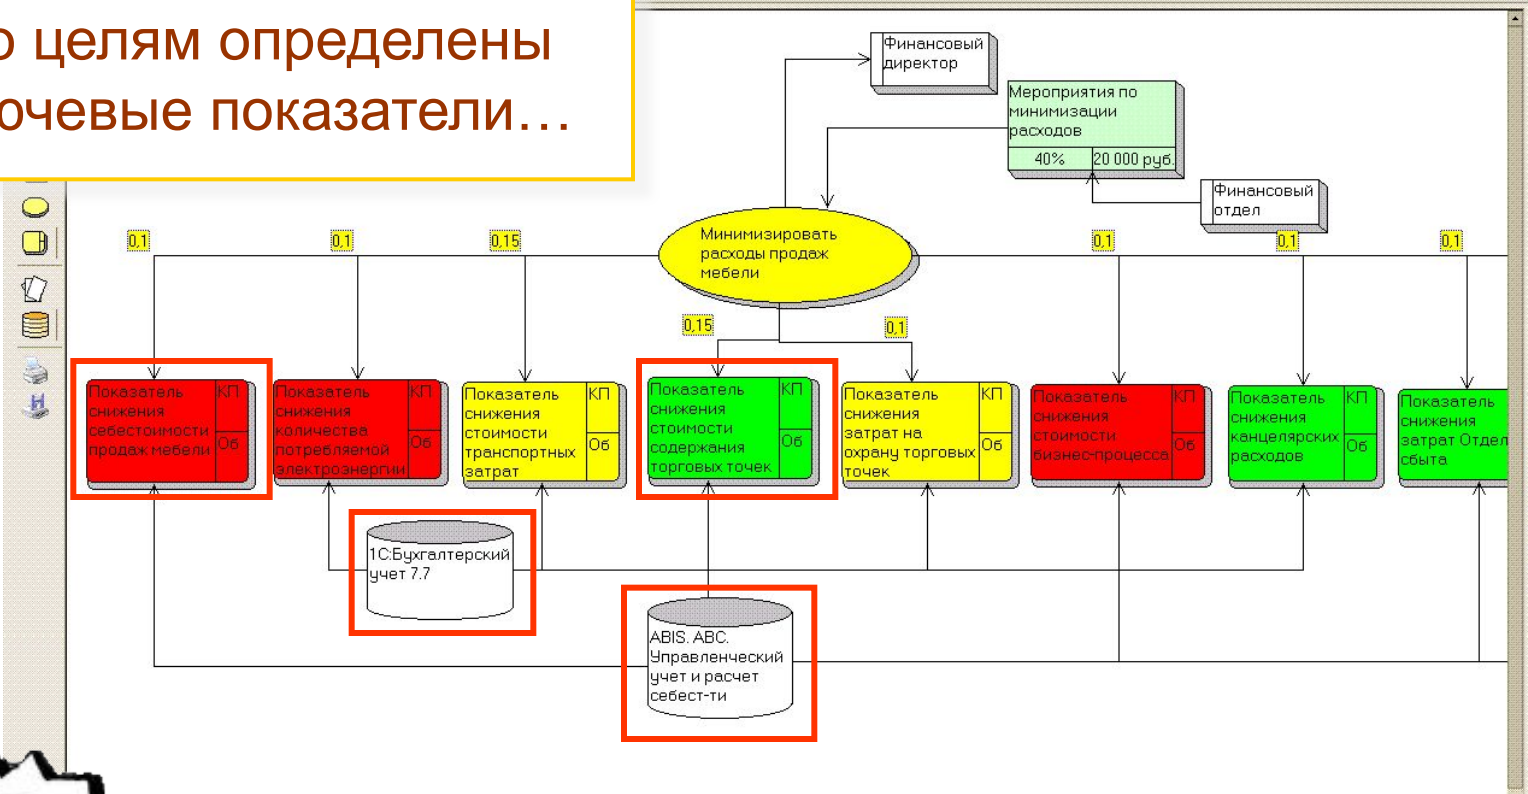 о целям определены
ючевые показатели…
Финансовый
директор
Мероприятия по
минимизации
расходов
40% 20 000 руб.
Финансовый
отдел
Минимизировать
расходы продаж
мебели
0,1
0,1
0,15
0,15
0,1
0,1
0,1
0,1
Показатель
снижения
себестоимости
продаж мебели
КП
Об
Показатель
снижения
количества
потребляемой
электроэнергии
КП
Об
Показатель
снижения
стоимости
транспортных
затрат
КП
Об
Показатель
снижения
стоимости
содержания
торговых точек
КП
Об
Показатель
снижения
затрат на
охрану торговых
точек
КП
Об
Показатель
снижения
стоимости
бизнес-процесса
КП
Об
Показатель
снижения
канцелярских
расходов
КП
Об
Показатель
снижения
затрат Отдел
сбыта
1С:Бухгалтерский
учет 7.7
ABIS. ABC.
Управленческий
учет и расчет
себест-ти